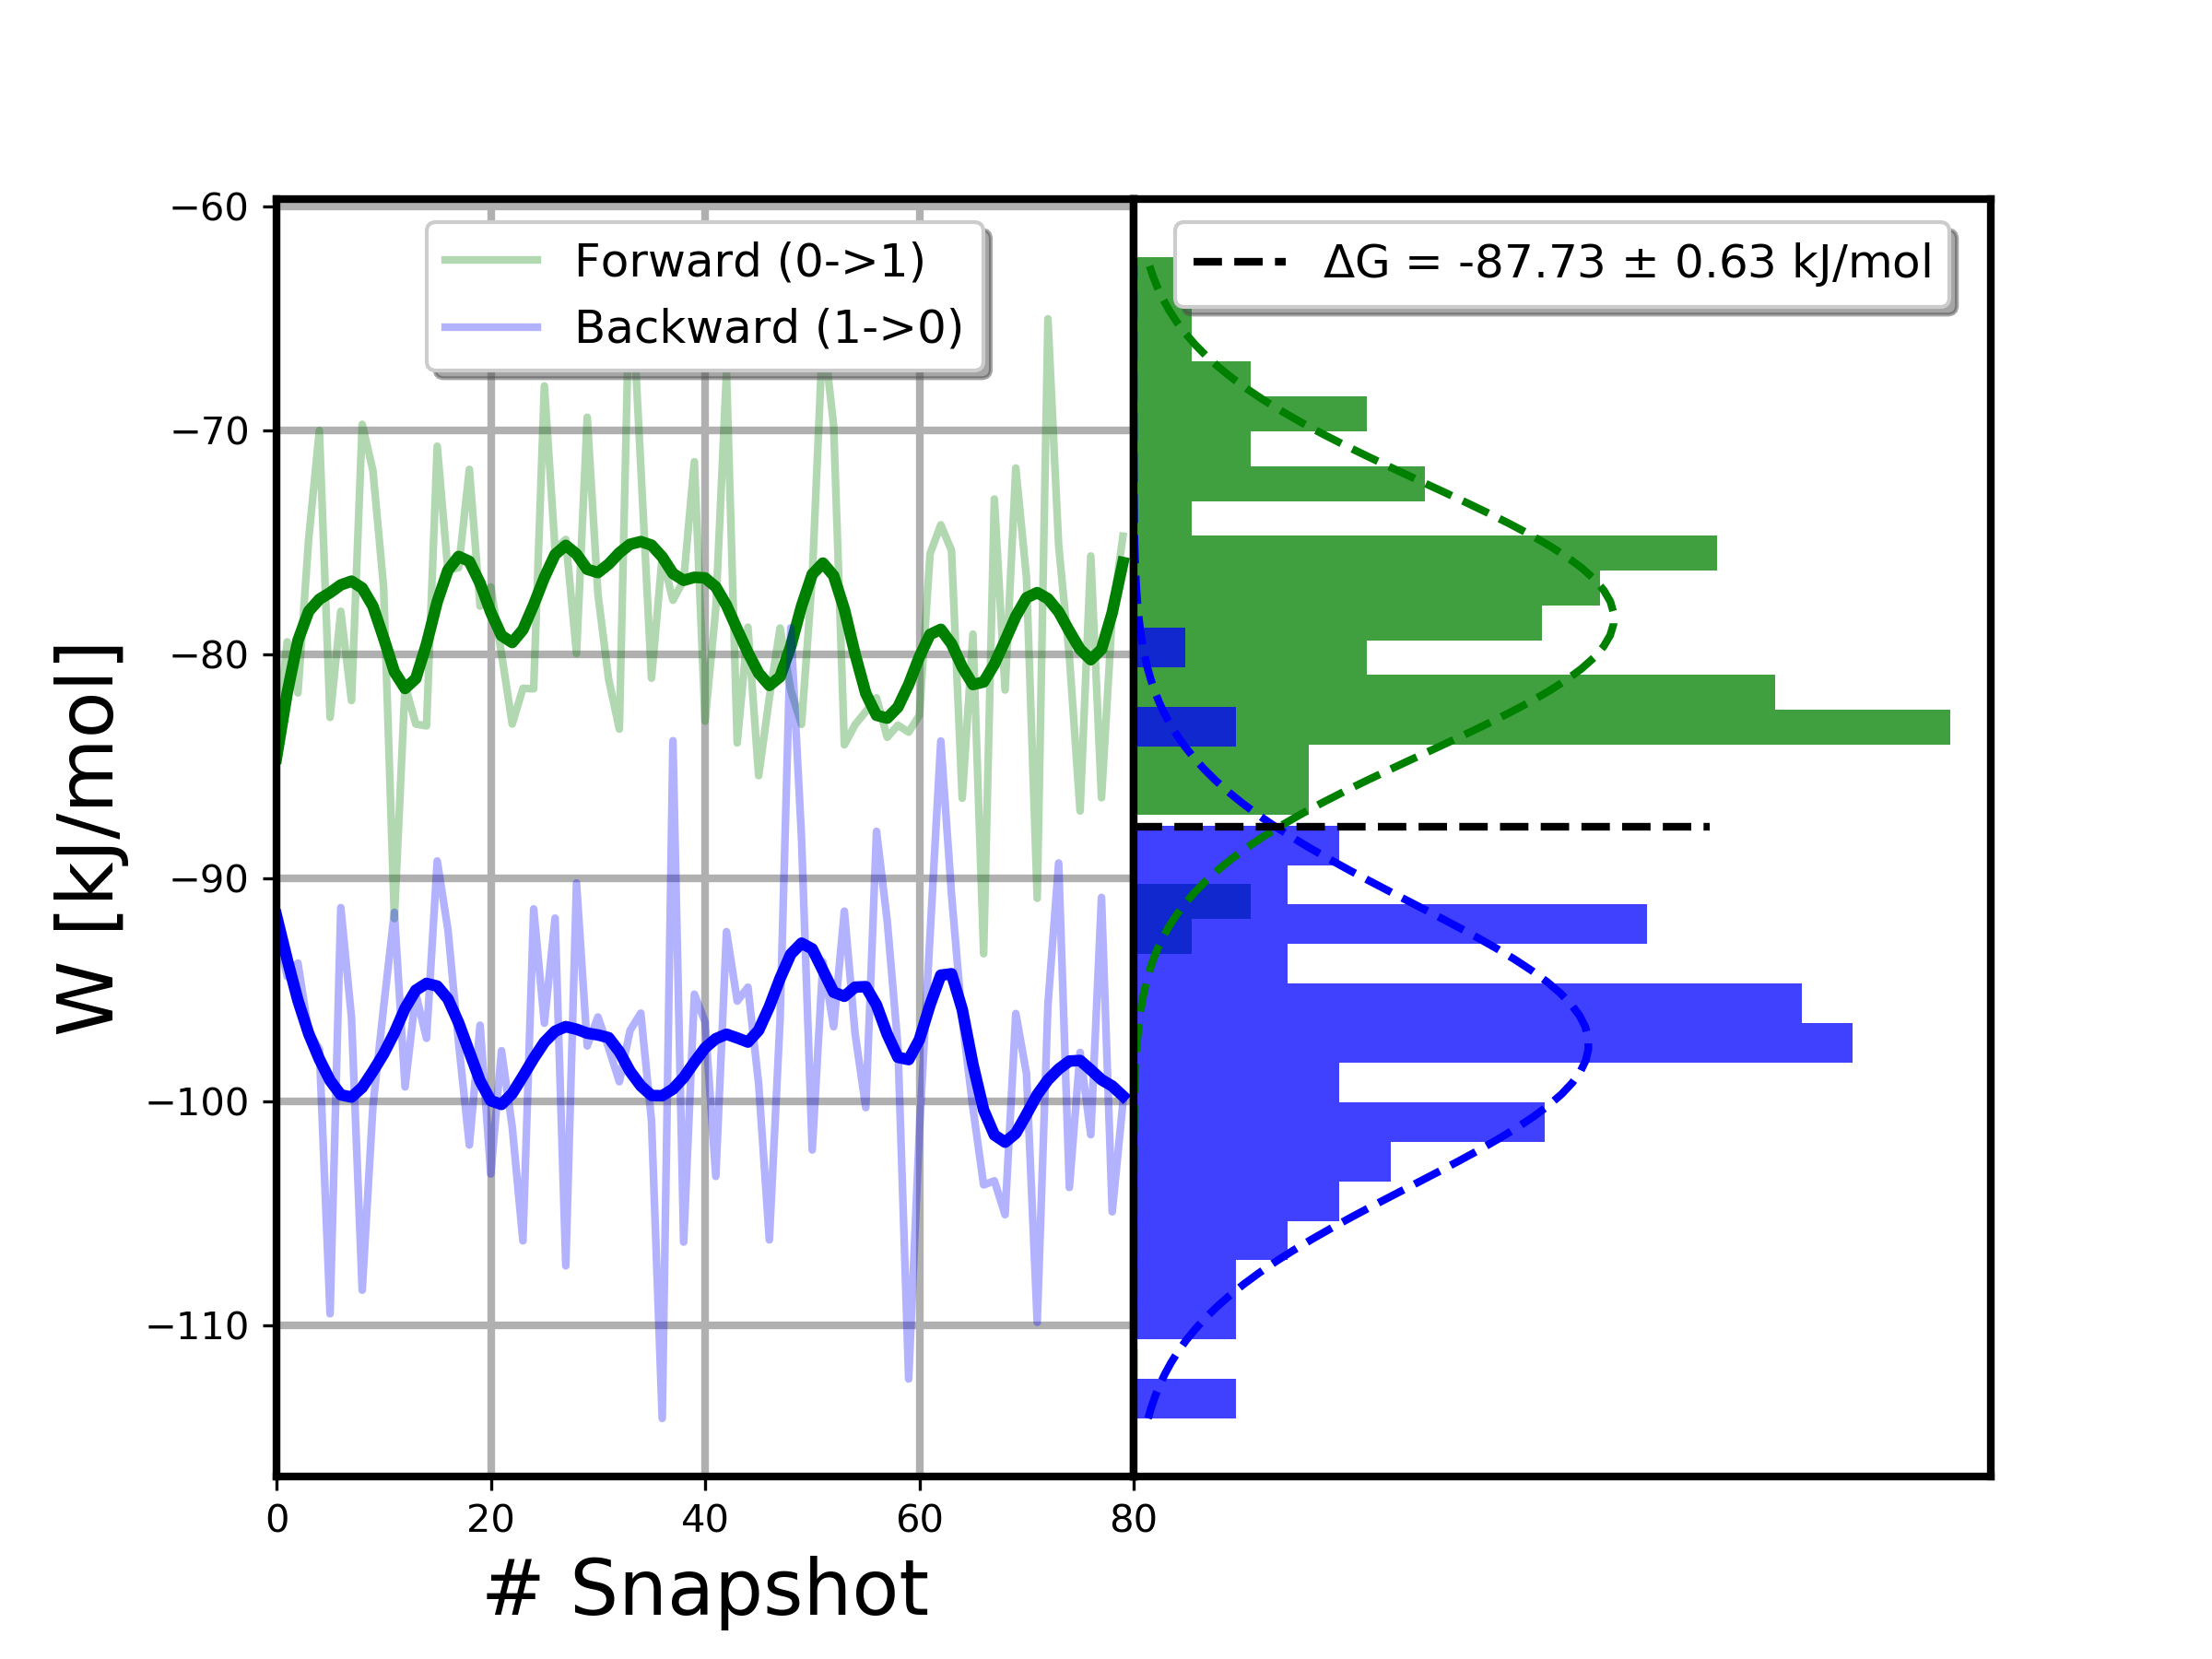 −60
−70
−80
−90
−100
−110
W [kJ/mol]
Forward (0->1)
Backward (1->0)
ΔG = -87.73 ± 0.63 kJ/mol
0 20 40 60 80
# Snapshot